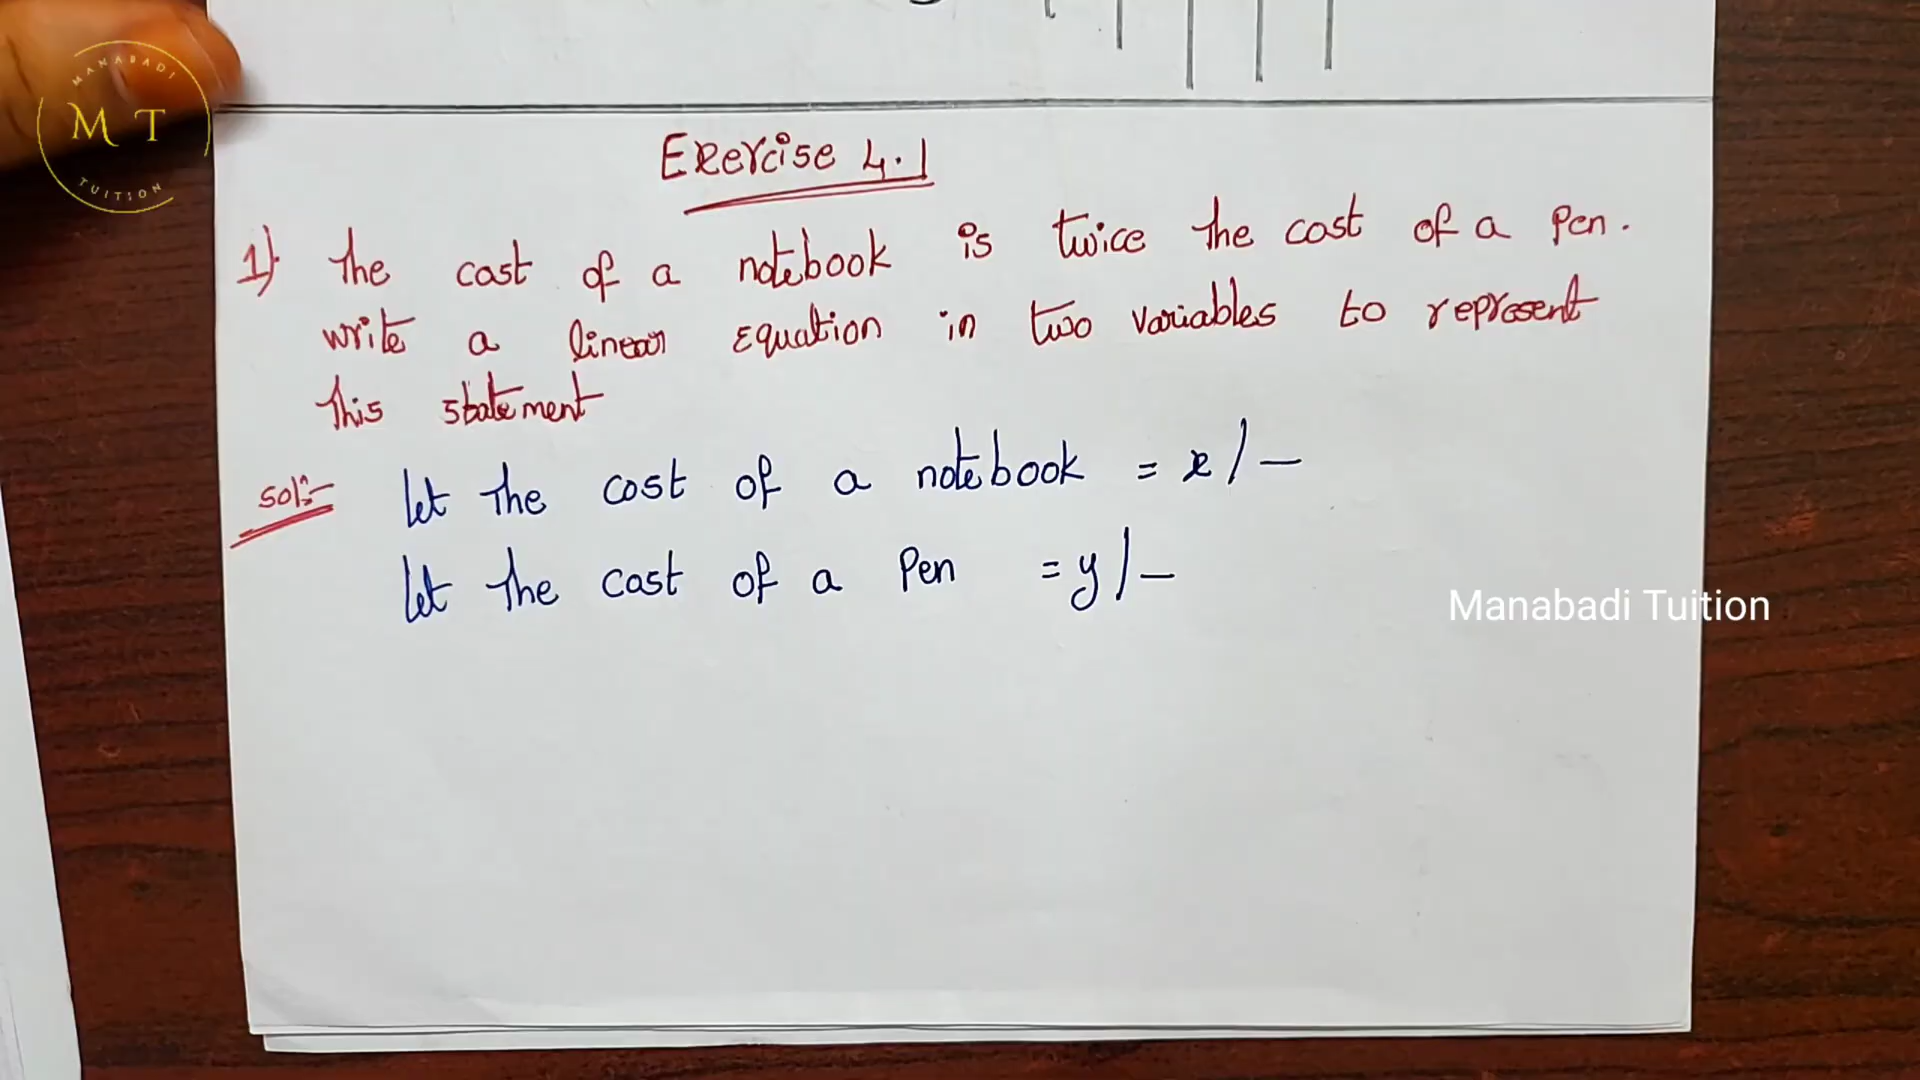 MANABADI
M T
TUITION
Exercise 4.1
1) The cost of a notebook is twice the cost of a pen.
write a linear Equation in two variables to represent
This statement
Sol:-
let the cost of a notebook = x/-
let the cost of a Pen = y/-
Manabadi Tuition